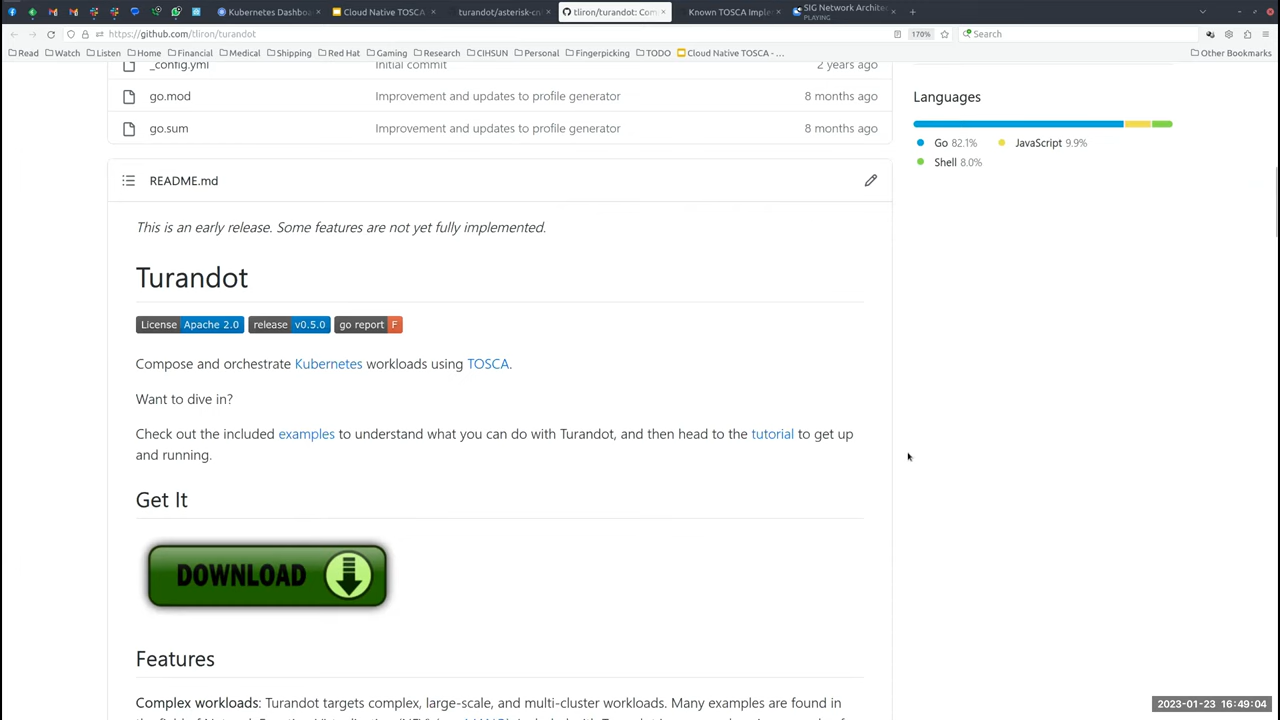 Kubernetes Dashboa
Cloud Native TOSCA
turandot/asterisk-cn
tliron/turandot: Com
Known TOSCA Imple
SIG Network Archite
PLAYING
https://github.com/tliron/turandot
170%
Search
Read
Watch
Listen
Home
Financial
Medical
Shipping
Red Hat
Gaming
Research
CIHSUN
Personal
Fingerpicking
TODO
Cloud Native TOSCA - ...
Other Bookmarks
_config.yml Initial commit 2 years ago
go.mod Improvement and updates to profile generator 8 months ago
go.sum Improvement and updates to profile generator 8 months ago
Languages
Go 82.1% JavaScript 9.9%
Shell 8.0%
README.md
This is an early release. Some features are not yet fully implemented.
Turandot
License Apache 2.0 release v0.5.0 go report F
Compose and orchestrate Kubernetes workloads using TOSCA.
Want to dive in?
Check out the included examples to understand what you can do with Turandot, and then head to the tutorial to get up
and running.
Get It
DOWNLOAD
Features
Complex workloads: Turandot targets complex, large-scale, and multi-cluster workloads. Many examples are found in
2023-01-23 16:49:04